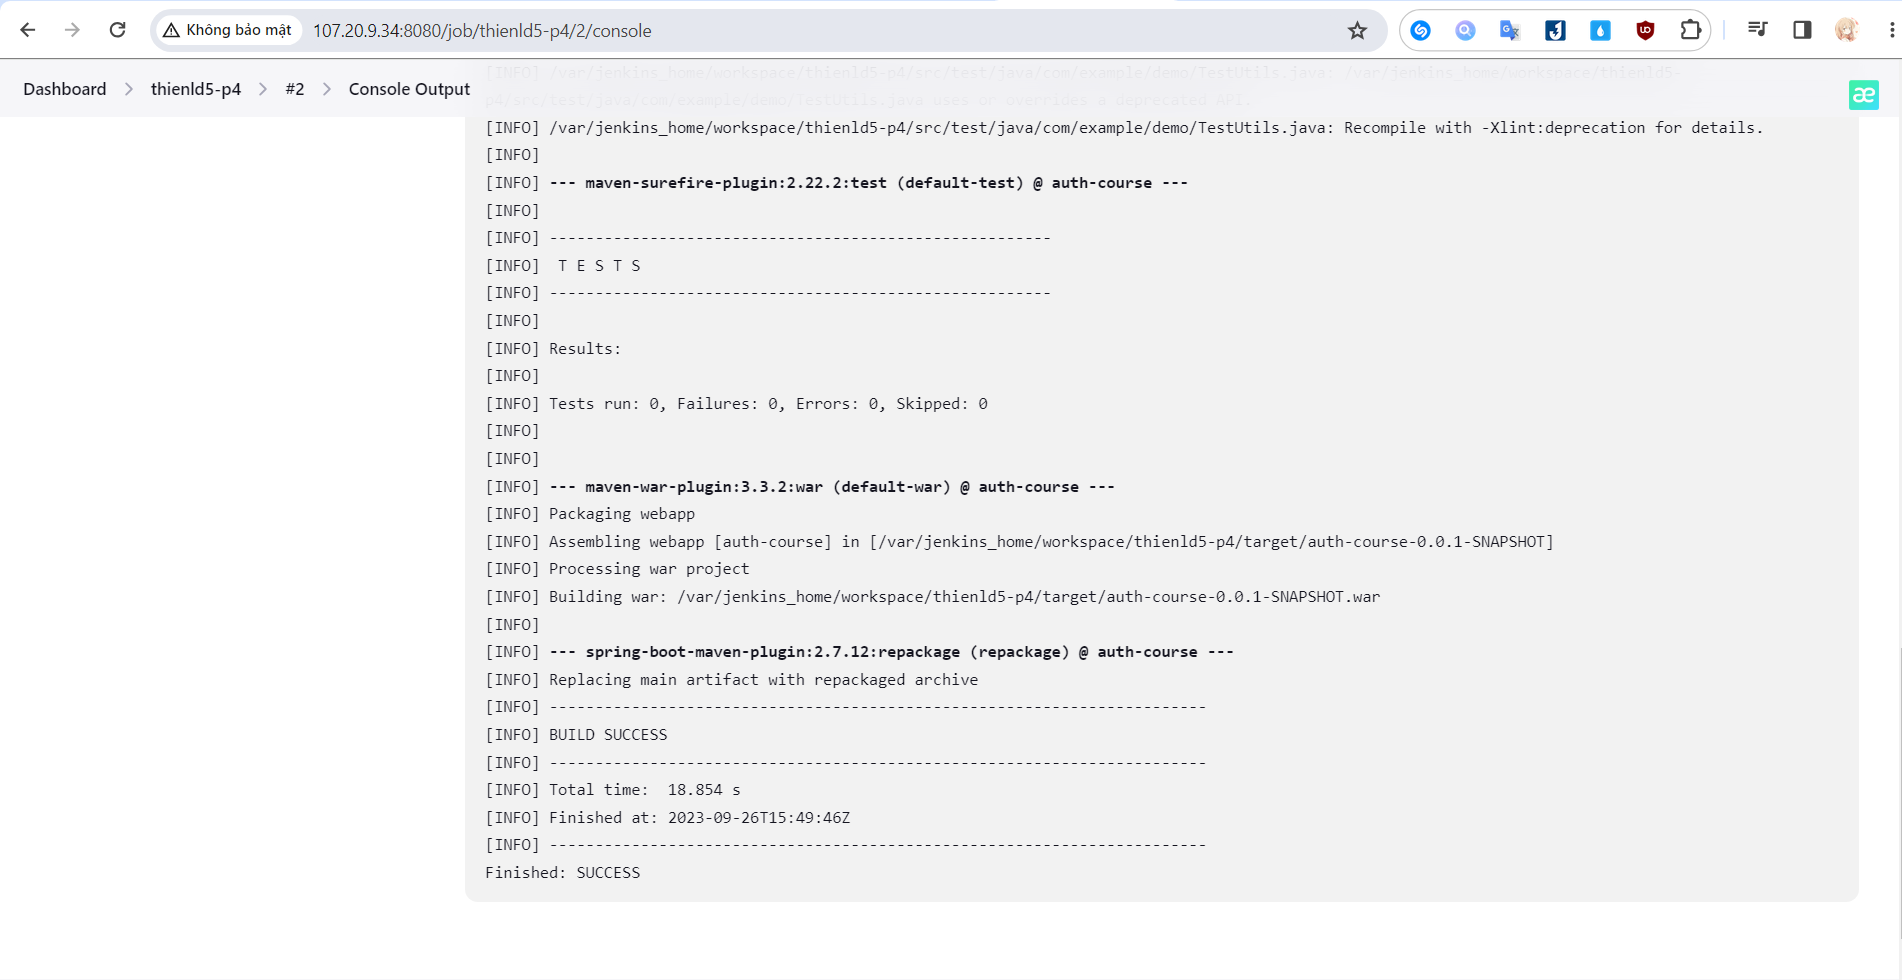 Không bảo mật
107.20.9.34:8080/job/thienld5-p4/2/console
Dashboard
thienld5-p4
#2
Console Output
[INFO] /var/jenkins_home/workspace/thienld5-p4/src/test/java/com/example/demo/TestUtils.java: /var/jenkins_home/workspace/thienld5-
p4/src/test/java/com/example/demo/TestUtils.java uses or overrides a deprecated API.
[INFO] /var/jenkins_home/workspace/thienld5-p4/src/test/java/com/example/demo/TestUtils.java: Recompile with -Xlint:deprecation for details.
[INFO]
[INFO] --- maven-surefire-plugin:2.22.2:test (default-test) @ auth-course ---
[INFO]
[INFO] -------------------------------------------------------
[INFO]  T E S T S
[INFO] -------------------------------------------------------
[INFO]
[INFO] Results:
[INFO]
[INFO] Tests run: 0, Failures: 0, Errors: 0, Skipped: 0
[INFO]
[INFO]
[INFO] --- maven-war-plugin:3.3.2:war (default-war) @ auth-course ---
[INFO] Packaging webapp
[INFO] Assembling webapp [auth-course] in [/var/jenkins_home/workspace/thienld5-p4/target/auth-course-0.0.1-SNAPSHOT]
[INFO] Processing war project
[INFO] Building war: /var/jenkins_home/workspace/thienld5-p4/target/auth-course-0.0.1-SNAPSHOT.war
[INFO]
[INFO] --- spring-boot-maven-plugin:2.7.12:repackage (repackage) @ auth-course ---
[INFO] Replacing main artifact with repackaged archive
[INFO] ------------------------------------------------------------------------
[INFO] BUILD SUCCESS
[INFO] ------------------------------------------------------------------------
[INFO] Total time:  18.854 s
[INFO] Finished at: 2023-09-26T15:49:46Z
[INFO] ------------------------------------------------------------------------
Finished: SUCCESS